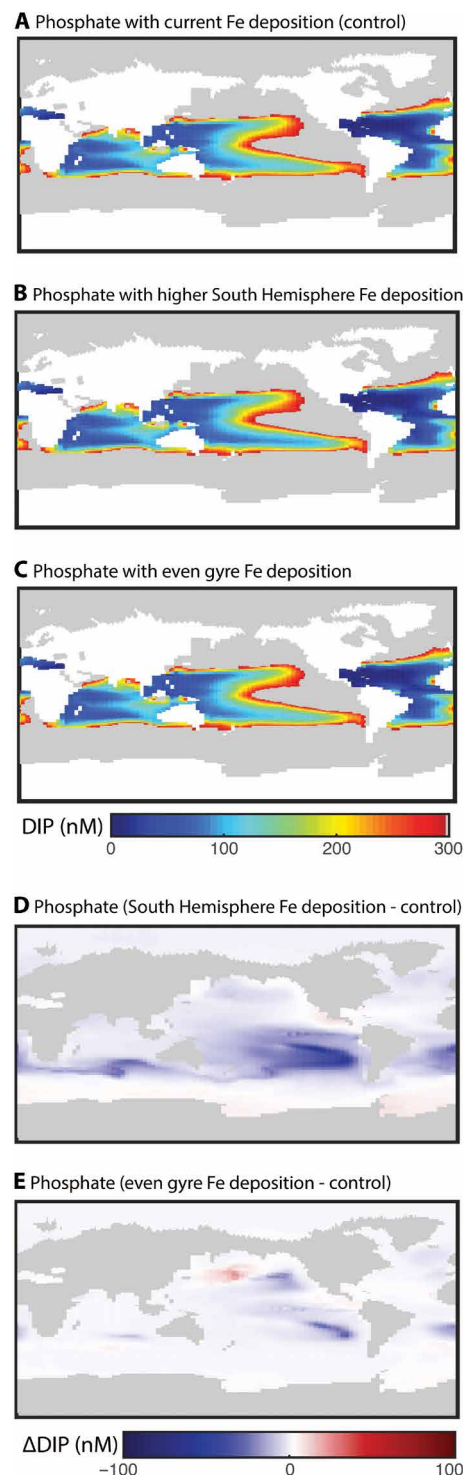 A Phosphate with current Fe deposition (control)
B Phosphate with higher South Hemisphere Fe deposition
C Phosphate with even gyre Fe deposition
DIP (nM)
0 100 200 300
D Phosphate (South Hemisphere Fe deposition - control)
E Phosphate (even gyre Fe deposition - control)
ΔDIP (nM)
−100 0 100